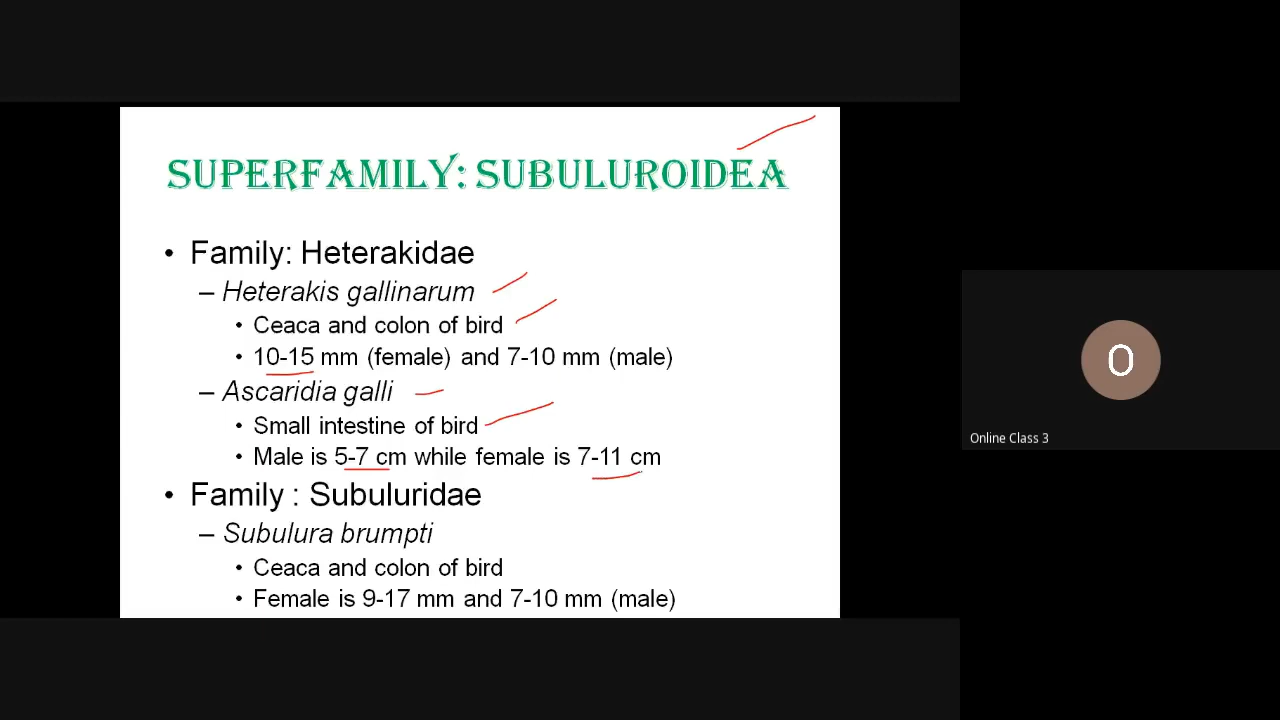 SUPERFAMILY: SUBULUROIDEA
• Family: Heterakidae
– Heterakis gallinarum
• Ceaca and colon of bird
• 10-15 mm (female) and 7-10 mm (male)
– Ascaridia galli
• Small intestine of bird
• Male is 5-7 cm while female is 7-11 cm
• Family : Subuluridae
– Subulura brumpti
• Ceaca and colon of bird
• Female is 9-17 mm and 7-10 mm (male)
O
Online Class 3